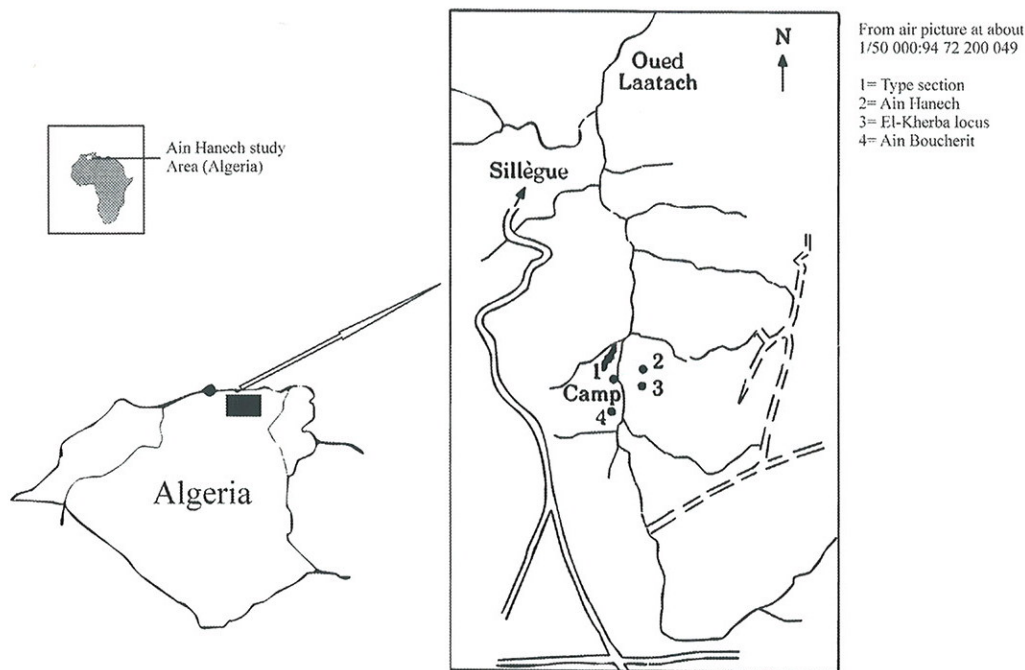 From air picture at about
1/50 000:94 72 200 049
1= Type section
2= Ain Hanech
3= El-Kherba locus
4= Ain Boucherit
Ain Hanech study
Area (Algeria)
Algeria
N
Oued
Laatach
Sillègue
1
2
3
Camp
4